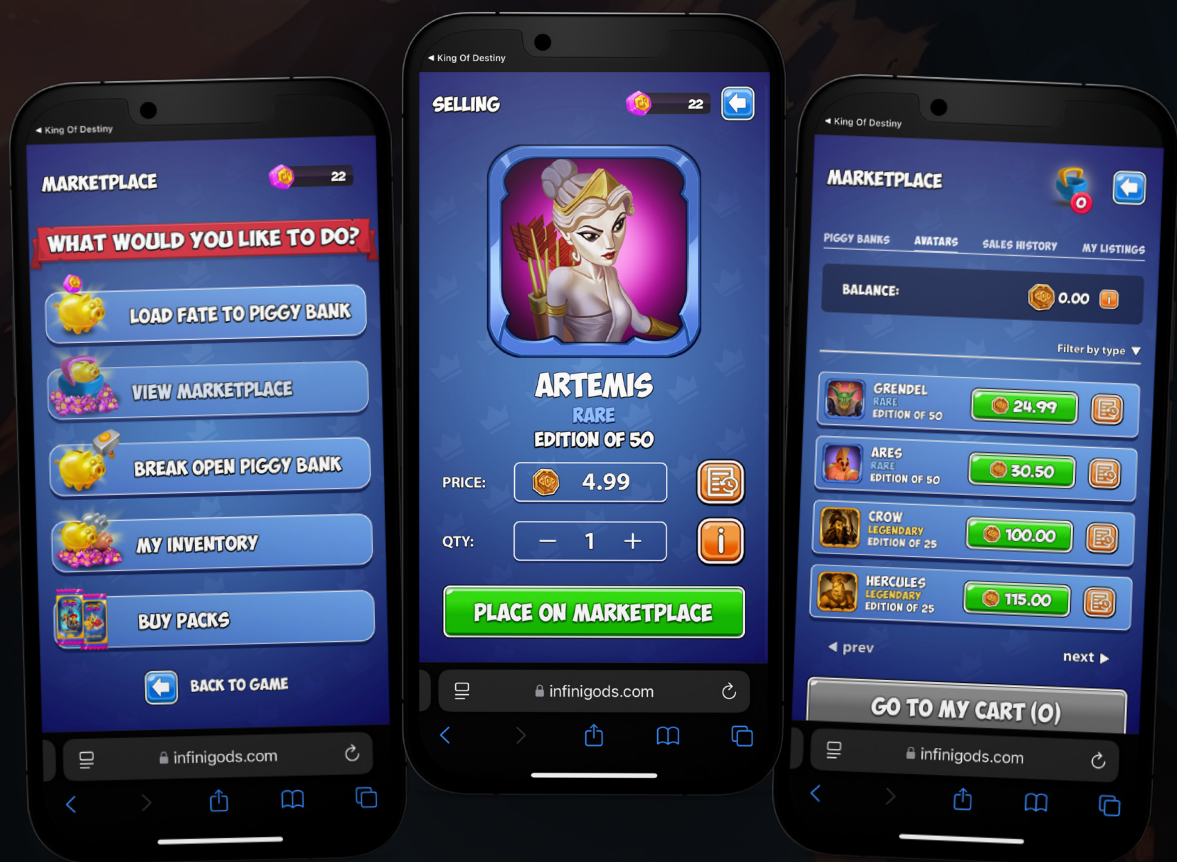 King Of Destiny
MARKETPLACE
22
WHAT WOULD YOU LIKE TO DO?
LOAD FATE TO PIGGY BANK
VIEW MARKETPLACE
BREAK OPEN PIGGY BANK
MY INVENTORY
BUY PACKS
BACK TO GAME
infinigods.com
King Of Destiny
SELLING
22
ARTEMIS
RARE
EDITION OF 50
PRICE: 4.99
QTY: — 1 +
PLACE ON MARKETPLACE
infinigods.com
King Of Destiny
MARKETPLACE
0
PIGGY BANKS AVATARS SALES HISTORY MY LISTINGS
BALANCE: 0.00 i
Filter by type
GRENDEL
RARE
EDITION OF 50
24.99
ARES
RARE
EDITION OF 50
30.50
CROW
LEGENDARY
EDITION OF 25
100.00
HERCULES
LEGENDARY
EDITION OF 25
115.00
prev
next
GO TO MY CART (0)
infinigods.com